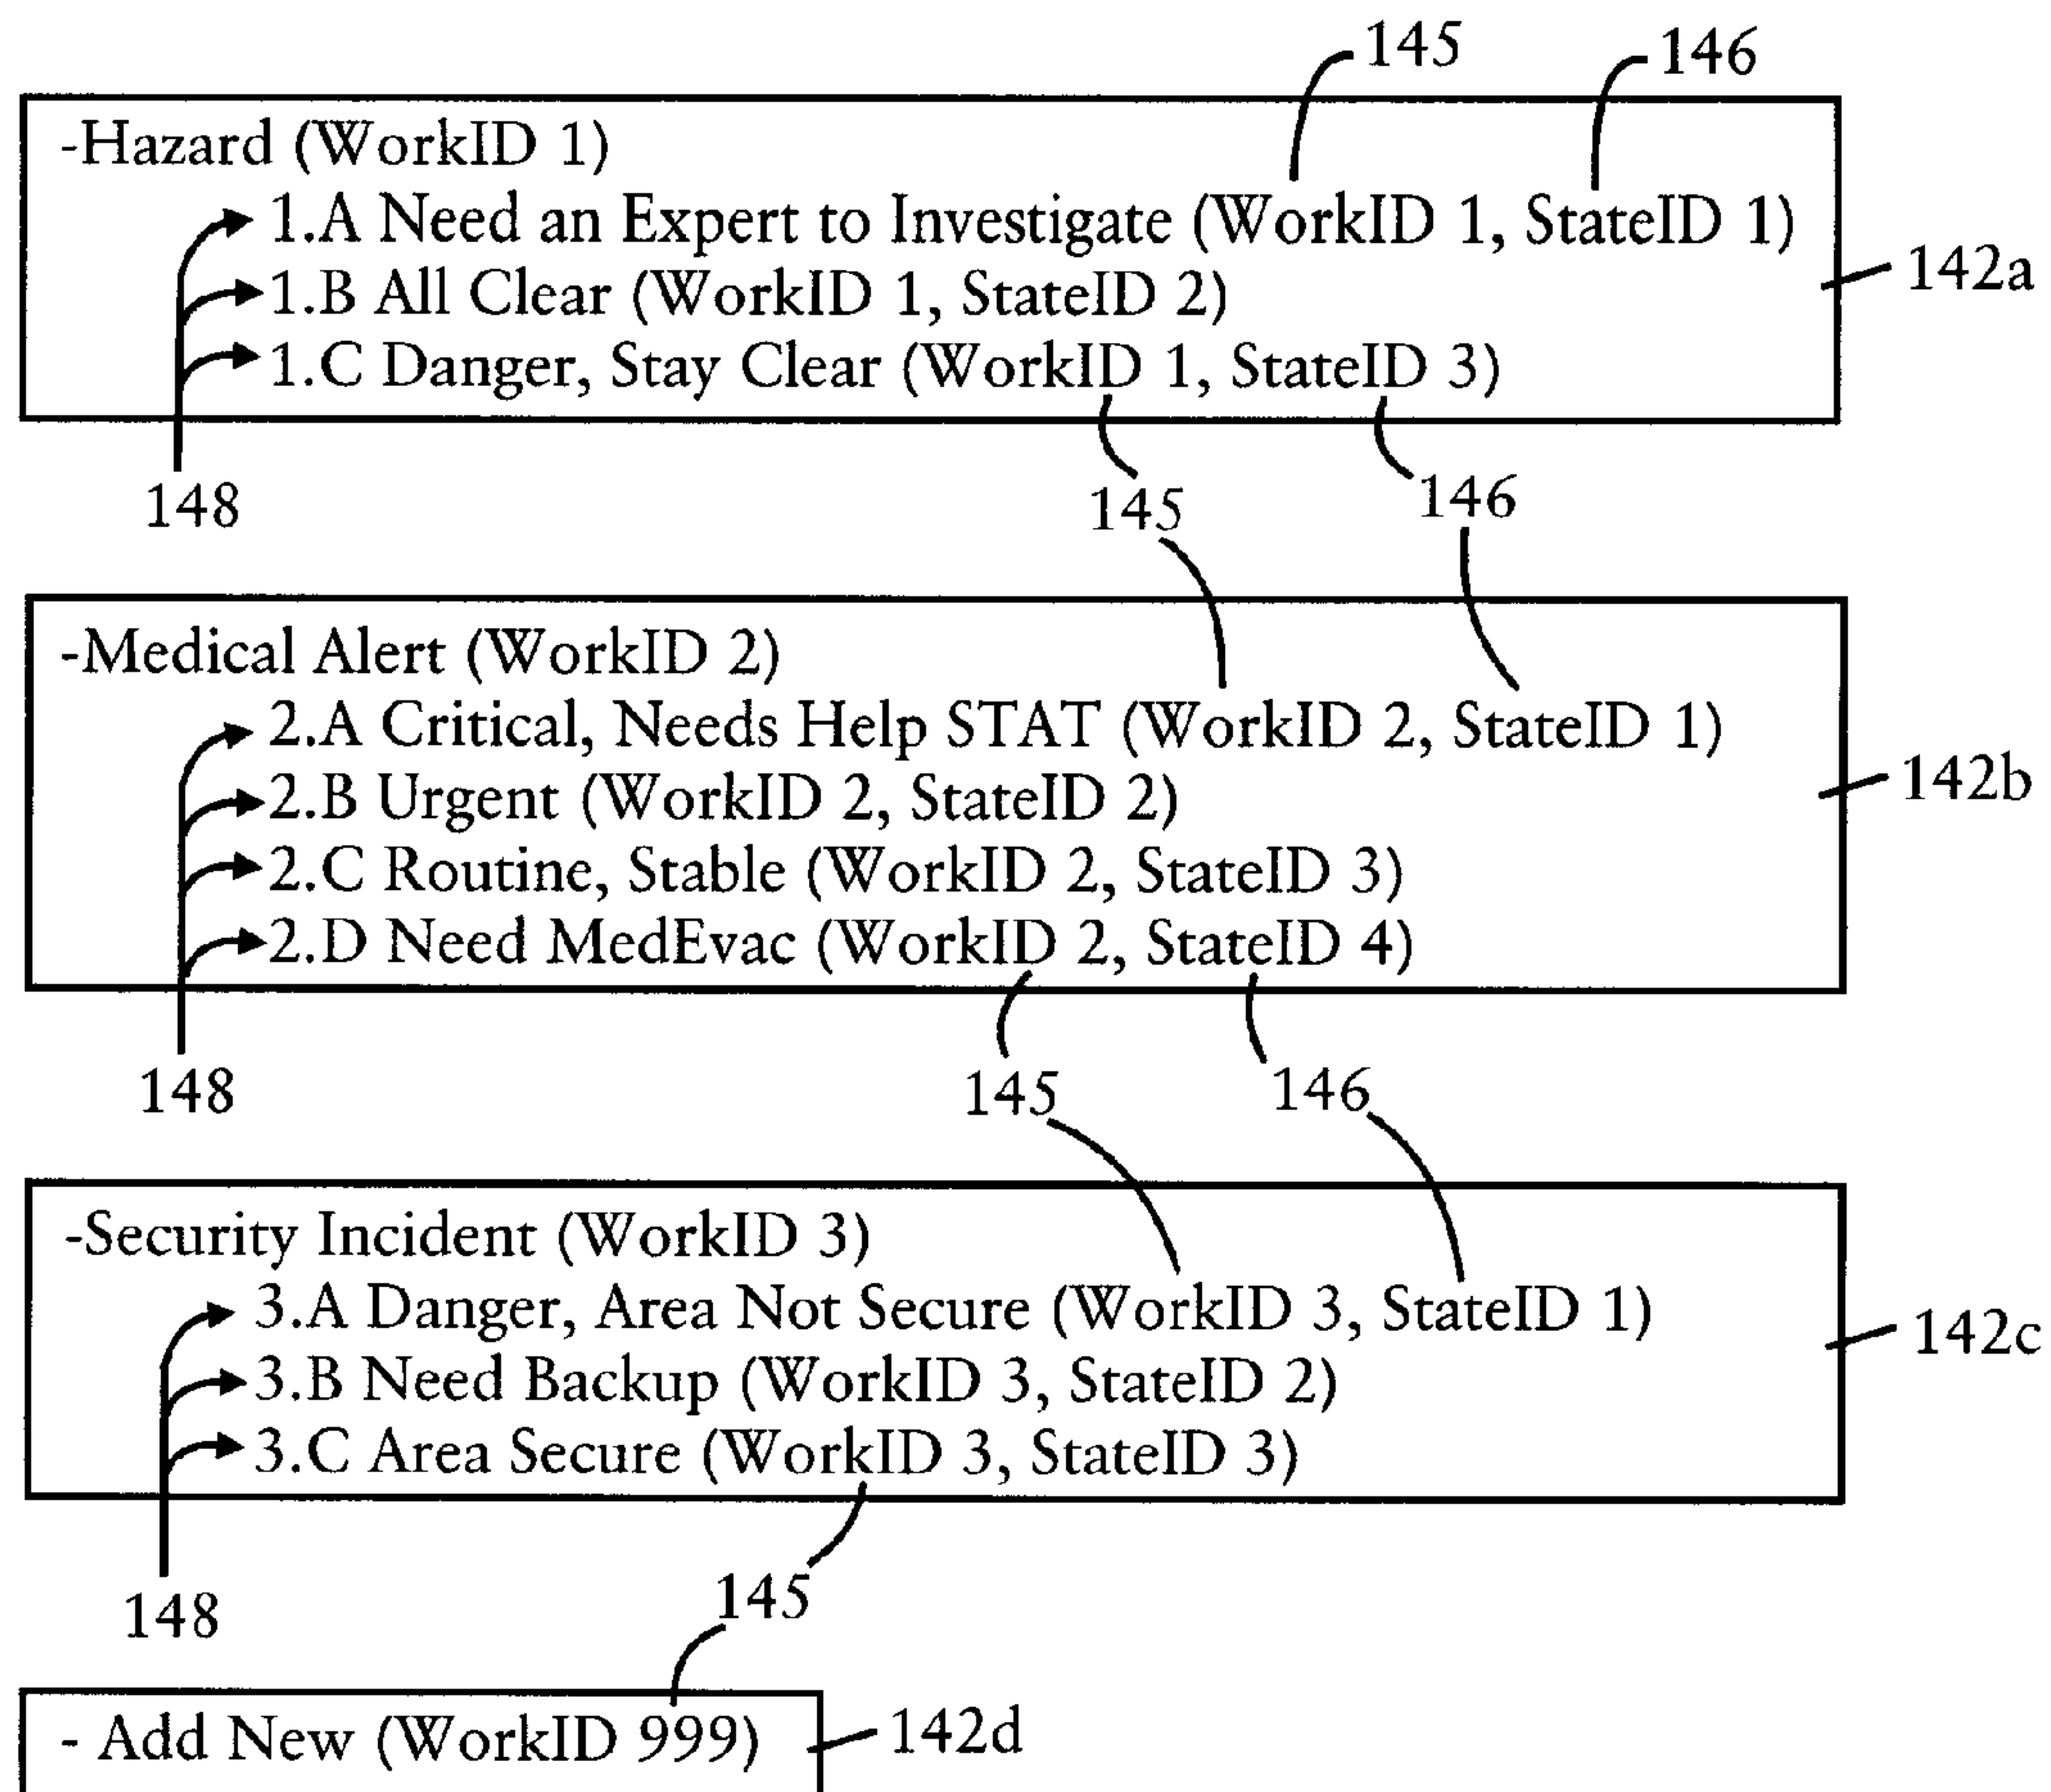 145 146
-Hazard (WorkID 1)
1.A Need an Expert to Investigate (WorkID 1, StateID 1)
142a
1.B All Clear (WorkID 1, StateID 2)
1.C Danger, Stay Clear (WorkID 1, StateID 3)
148 145 146
-Medical Alert (WorkID 2)
2.A Critical, Needs Help STAT (WorkID 2, StateID 1)
142b
2.B Urgent (WorkID 2, StateID 2)
2.C Routine, Stable (WorkID 2, StateID 3)
2.D Need MedEvac (WorkID 2, StateID 4)
148 145 146
-Security Incident (WorkID 3)
3.A Danger, Area Not Secure (WorkID 3, StateID 1)
142c
3.B Need Backup (WorkID 3, StateID 2)
3.C Area Secure (WorkID 3, StateID 3)
148 145
- Add New (WorkID 999) 142d